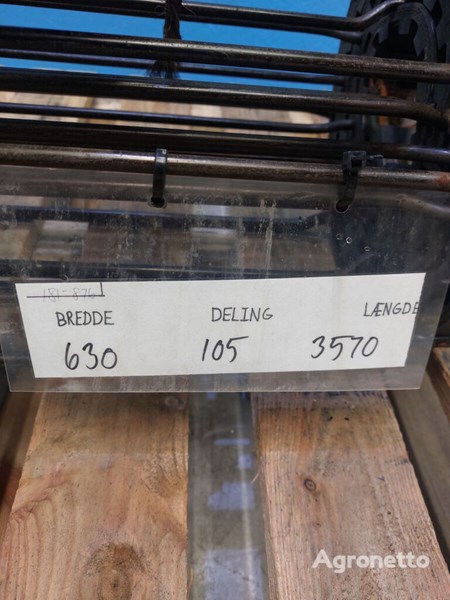 181-876
BREDDE DELING LÆNGDE
630 105 3570
Agronetto